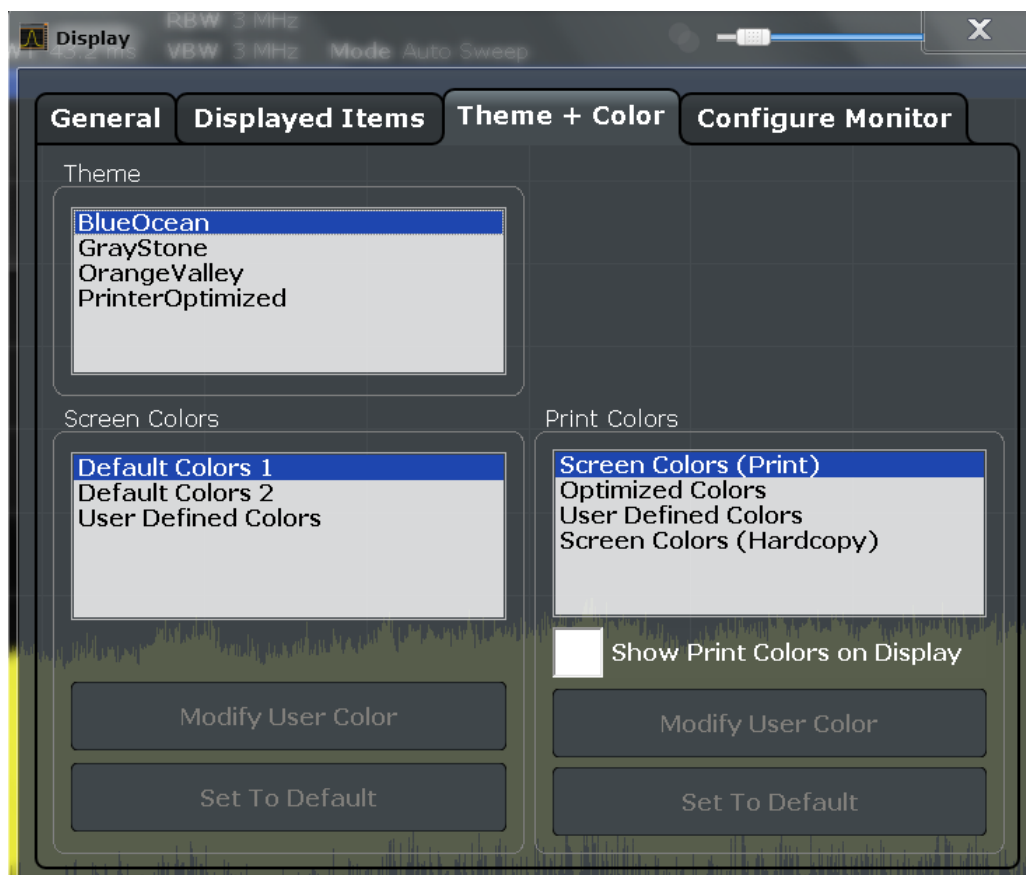 RBW 3 MHz
Display
45.2 ms VBW 3 MHz Mode Auto Sweep
X
General Displayed Items Theme + Color Configure Monitor
Theme
BlueOcean
GrayStone
OrangeValley
PrinterOptimized
Screen Colors
Default Colors 1
Default Colors 2
User Defined Colors
Modify User Color
Set To Default
Print Colors
Screen Colors (Print)
Optimized Colors
User Defined Colors
Screen Colors (Hardcopy)
Show Print Colors on Display
Modify User Color
Set To Default